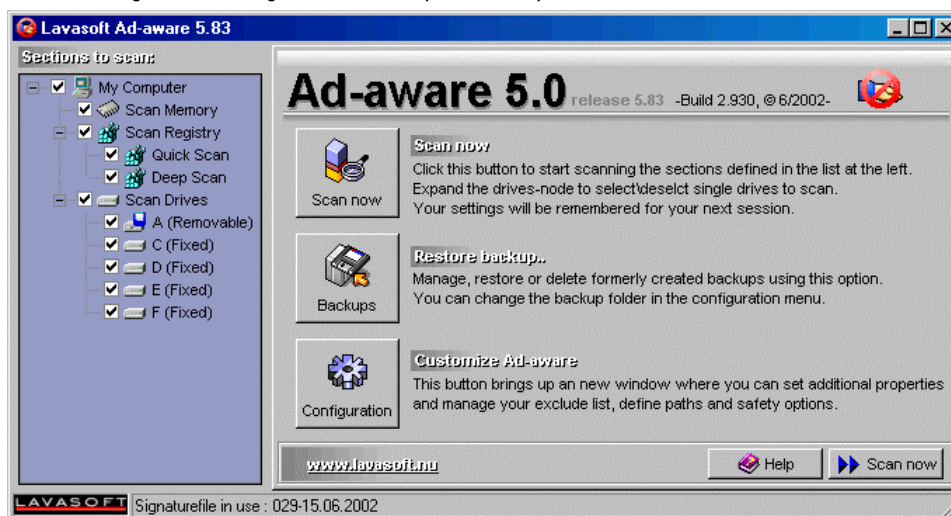 Lavasoft Ad-aware 5.83
Sections to scan:
My Computer
Scan Memory
Scan Registry
Quick Scan
Deep Scan
Scan Drives
A (Removable)
C (Fixed)
D (Fixed)
E (Fixed)
F (Fixed)
Ad-aware 5.0 release 5.83 -Build 2.930, © 6/2002-
Scan now
Scan now
Click this button to start scanning the sections defined in the list at the left.
Expand the drives-node to select\deselct single drives to scan.
Your settings will be remembered for your next session.
Backups
Restore backup..
Manage, restore or delete formerly created backups using this option.
You can change the backup folder in the configuration menu.
Configuration
Customize Ad-aware
This button brings up an new window where you can set additional properties
and manage your exclude list, define paths and safety options.
www.lavasoft.nu
Help
Scan now
LAVASOFT
Signaturefile in use : 029-15.06.2002